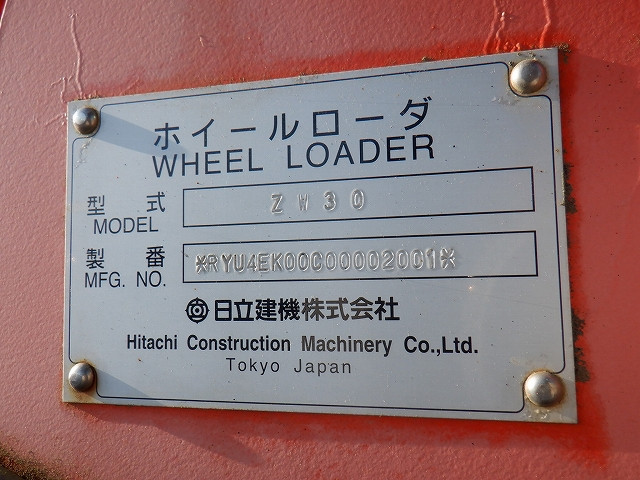 ホイールローダ
WHEEL LOADER
型式 ZW30
MODEL
製番 *RYU4EK00C00002001*
MFG. NO.
日立建機株式会社
Hitachi Construction Machinery Co.,Ltd.
Tokyo Japan